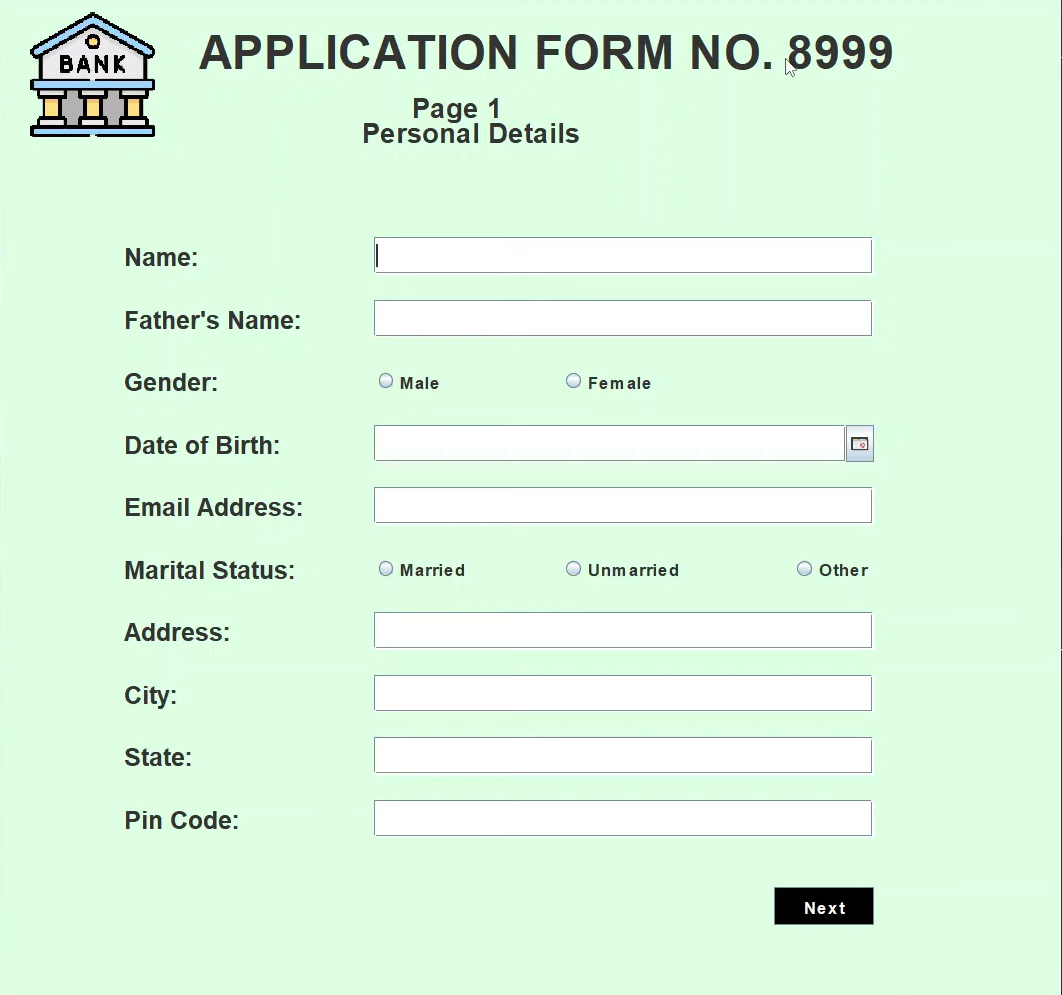 BANK
APPLICATION FORM NO. 8999
Page 1
Personal Details
Name:
Father's Name:
Gender: Male Female
Date of Birth:
Email Address:
Marital Status: Married Unmarried Other
Address:
City:
State:
Pin Code:
Next